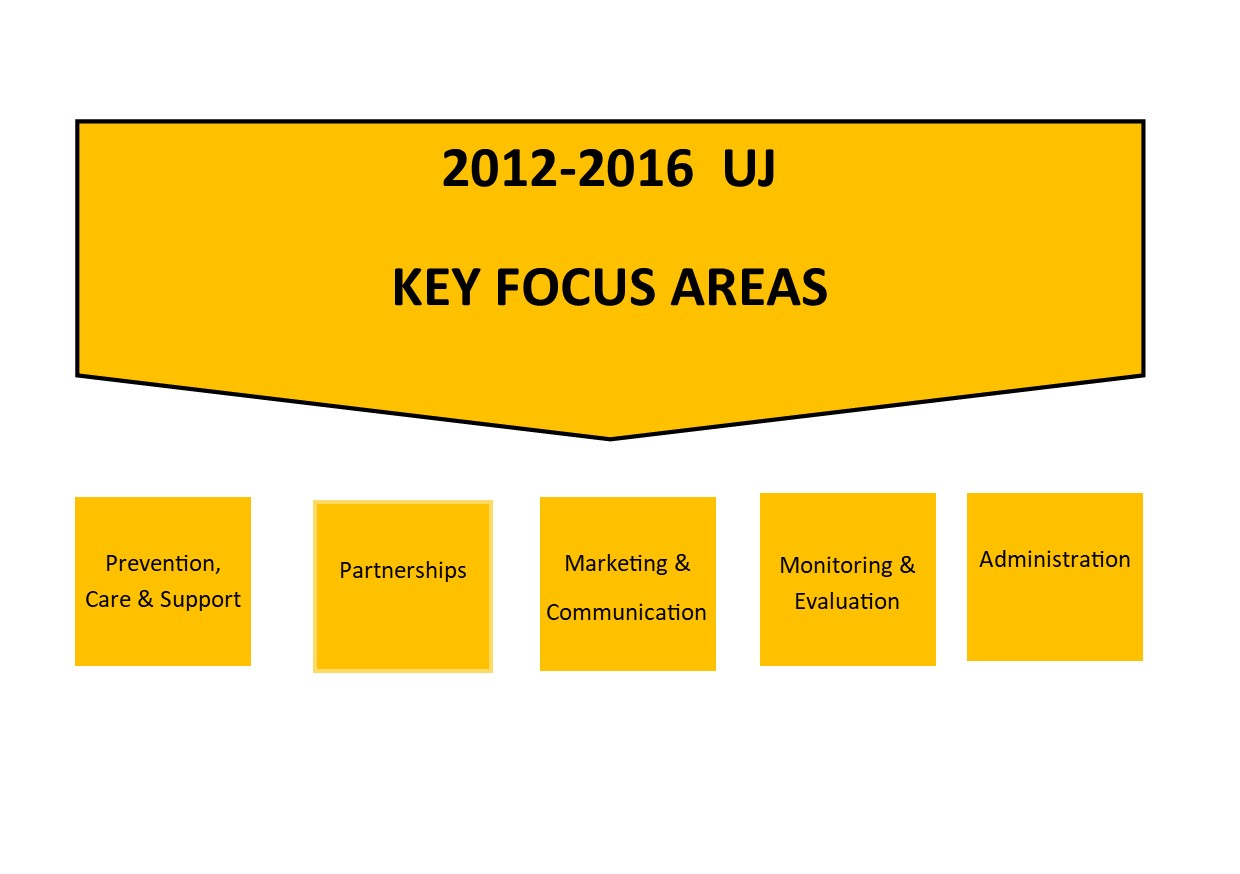 2012-2016  UJ
KEY FOCUS AREAS
Prevention,
Care & Support
Partnerships
Marketing &
Communication
Monitoring &
Evaluation
Administration